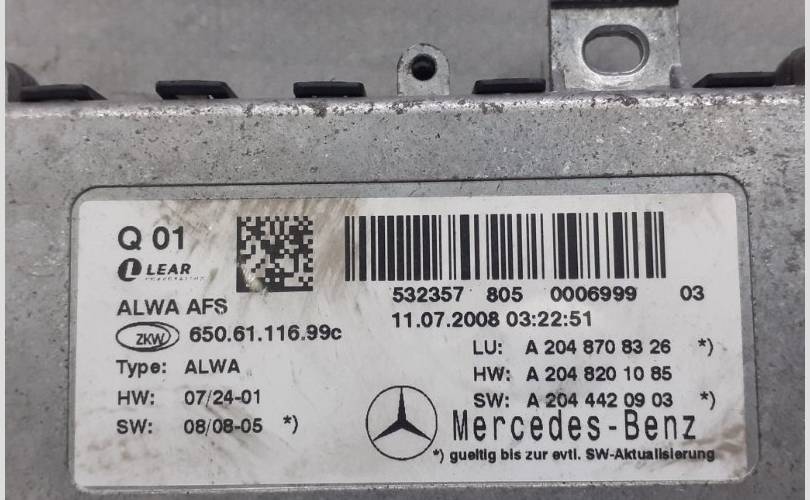 Q 01
LEAR
CORPORATION
532357 805 0006999 03
ALWA AFS
11.07.2008 03:22:51
ZKW 650.61.116.99c
LU: A 204 870 83 26 *)
Type: ALWA
HW: A 204 820 10 85
HW: 07/24-01
SW: A 204 442 09 03 *)
SW: 08/08-05 *)
Mercedes-Benz
*) gueltig bis zur evtl. SW-Aktualisierung